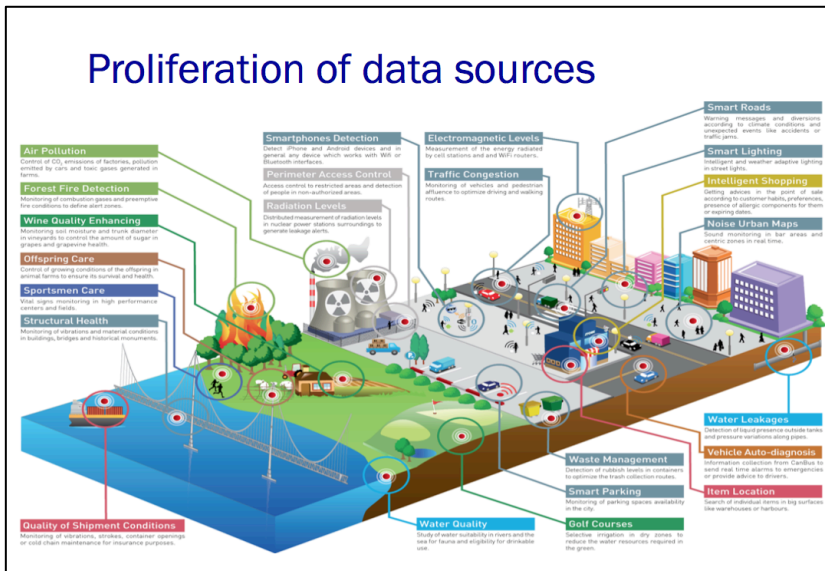 Proliferation of data sources
Air Pollution
Control of CO2 emissions of factories, pollution
emitted by cars and toxic gases generated in
farms.
Forest Fire Detection
Monitoring of combustion gases and preemptive
fire conditions to define alert zones.
Wine Quality Enhancing
Monitoring soil moisture and trunk diameter
in vineyards to control the amount of sugar in
grapes and grapevine health.
Offspring Care
Control of growing conditions of the offspring in
animal farms to ensure its survival and health.
Sportsmen Care
Vital signs monitoring in high performance
centers and fields.
Structural Health
Monitoring of vibrations and material conditions
in buildings, bridges and historical monuments.
Quality of Shipment Conditions
Monitoring of vibrations, strokes, container openings
or cold chain maintenance for insurance purposes.
Smartphones Detection
Detect iPhone and Android devices and in
general any device which works with Wifi or
Bluetooth interfaces.
Perimeter Access Control
Access control to restricted areas and detection
of people in non-authorized areas.
Radiation Levels
Distributed measurement of radiation levels
in nuclear power stations surroundings to
generate leakage alerts.
Electromagnetic Levels
Measurement of the energy radiated
by cell stations and and WiFi routers.
Traffic Congestion
Monitoring of vehicles and pedestrian
affluence to optimize driving and walking
routes.
Smart Roads
Warning messages and diversions
according to climate conditions and
unexpected events like accidents or
traffic jams.
Smart Lighting
Intelligent and weather adaptive lighting
in street lights.
Intelligent Shopping
Getting advices in the point of sale
according to customer habits, preferences,
presence of allergic components for them
or expiring dates.
Noise Urban Maps
Sound monitoring in bar areas and
centric zones in real time.
Water Leakages
Detection of liquid presence outside tanks
and pressure variations along pipes.
Vehicle Auto-diagnosis
Information collection from CanBus to
send real time alarms to emergencies
or provide advice to drivers.
Item Location
Search of individual items in big surfaces
like warehouses or harbours.
Waste Management
Detection of rubbish levels in containers
to optimize the trash collection routes.
Smart Parking
Monitoring of parking spaces availability
in the city.
Golf Courses
Selective irrigation in dry zones to
reduce the water resources required in
the green.
Water Quality
Study of water suitability in rivers and the
sea for fauna and eligibility for drinkable
use.